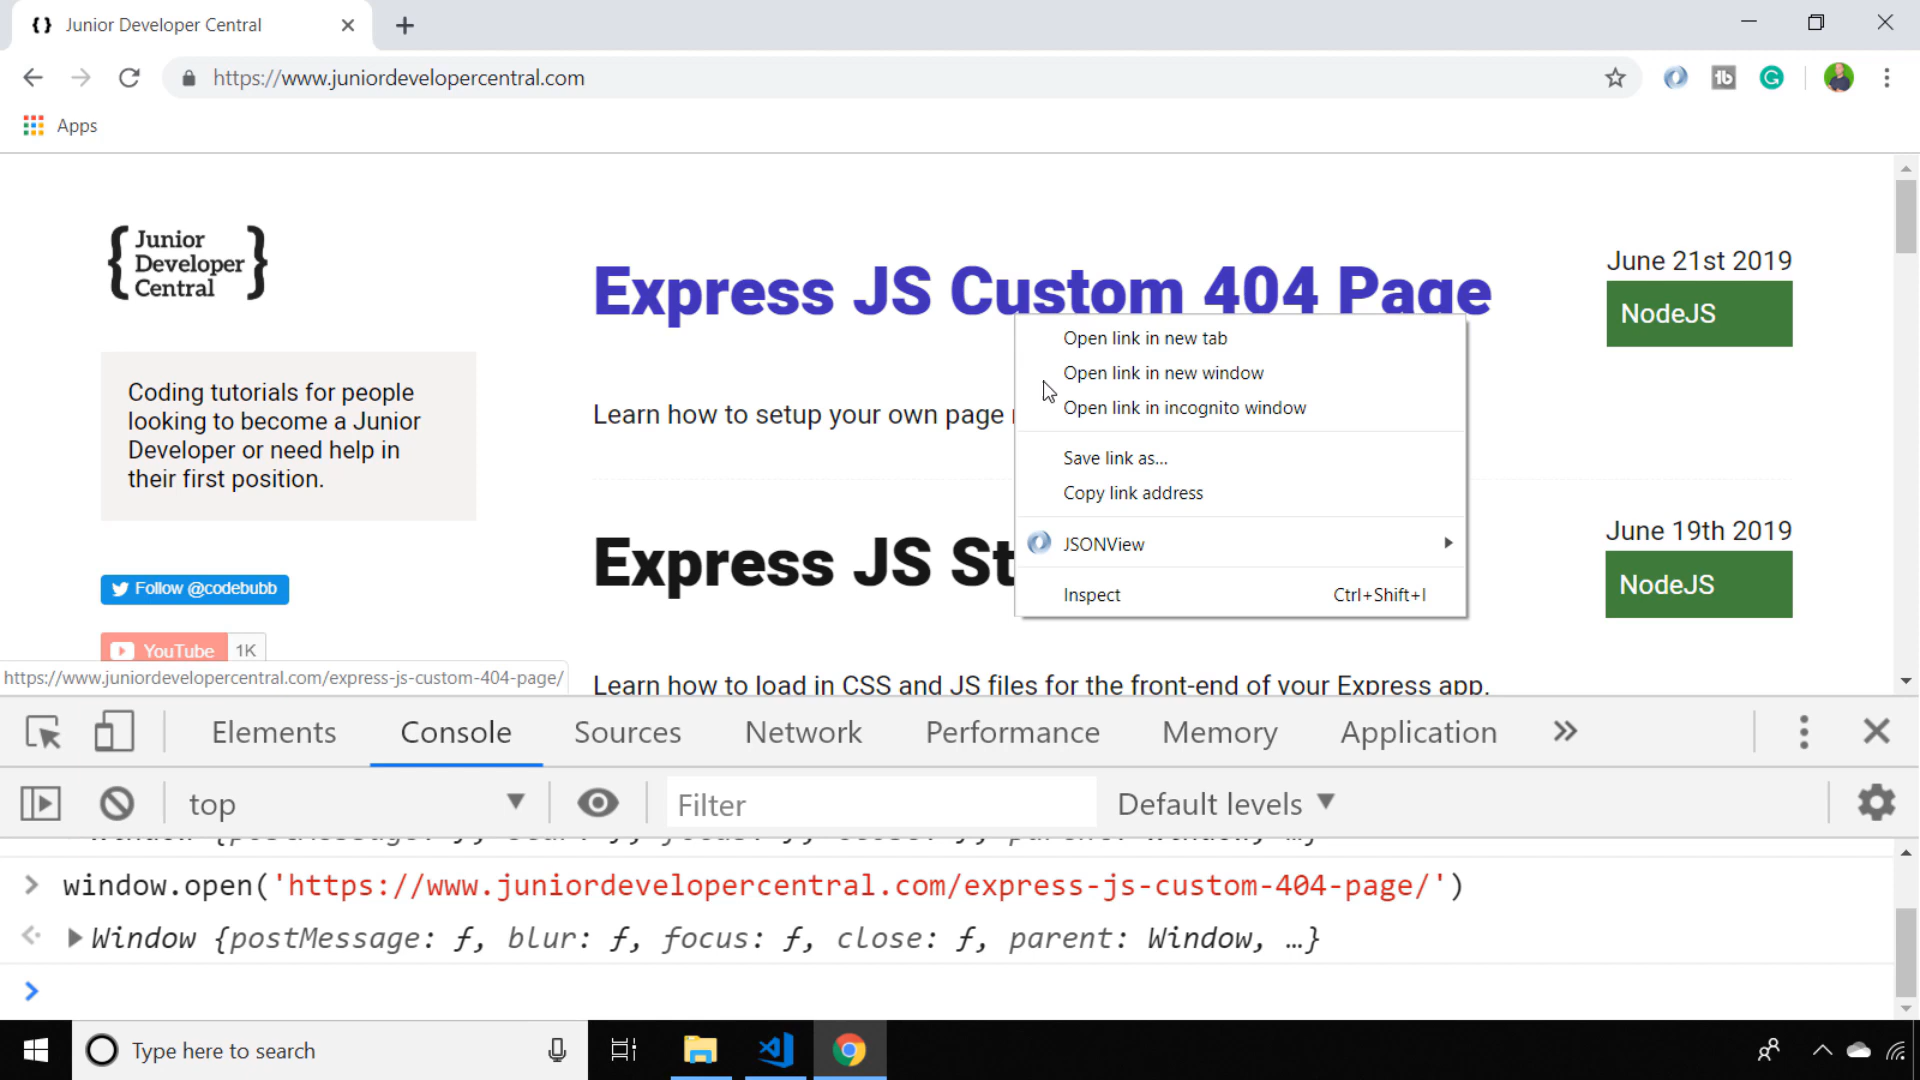 Junior Developer Central
https://www.juniordevelopercentral.com
Apps
Junior
Developer
Central
Coding tutorials for people
looking to become a Junior
Developer or need help in
their first position.
Follow @codebubb
YouTube 1K
https://www.juniordevelopercentral.com/express-js-custom-404-page/
Express JS Custom 404 Page
June 21st 2019
NodeJS
Learn how to setup your own page
Open link in new tab
Open link in new window
Open link in incognito window
Save link as...
Copy link address
JSONView
Inspect Ctrl+Shift+I
Express JS St
June 19th 2019
NodeJS
Learn how to load in CSS and JS files for the front-end of your Express app.
Elements Console Sources Network Performance Memory Application
top Filter Default levels
Window {postMessage: ƒ, blur: ƒ, focus: ƒ, close: ƒ, parent: Window, …}
window.open('https://www.juniordevelopercentral.com/express-js-custom-404-page/')
Window {postMessage: ƒ, blur: ƒ, focus: ƒ, close: ƒ, parent: Window, …}
Type here to search